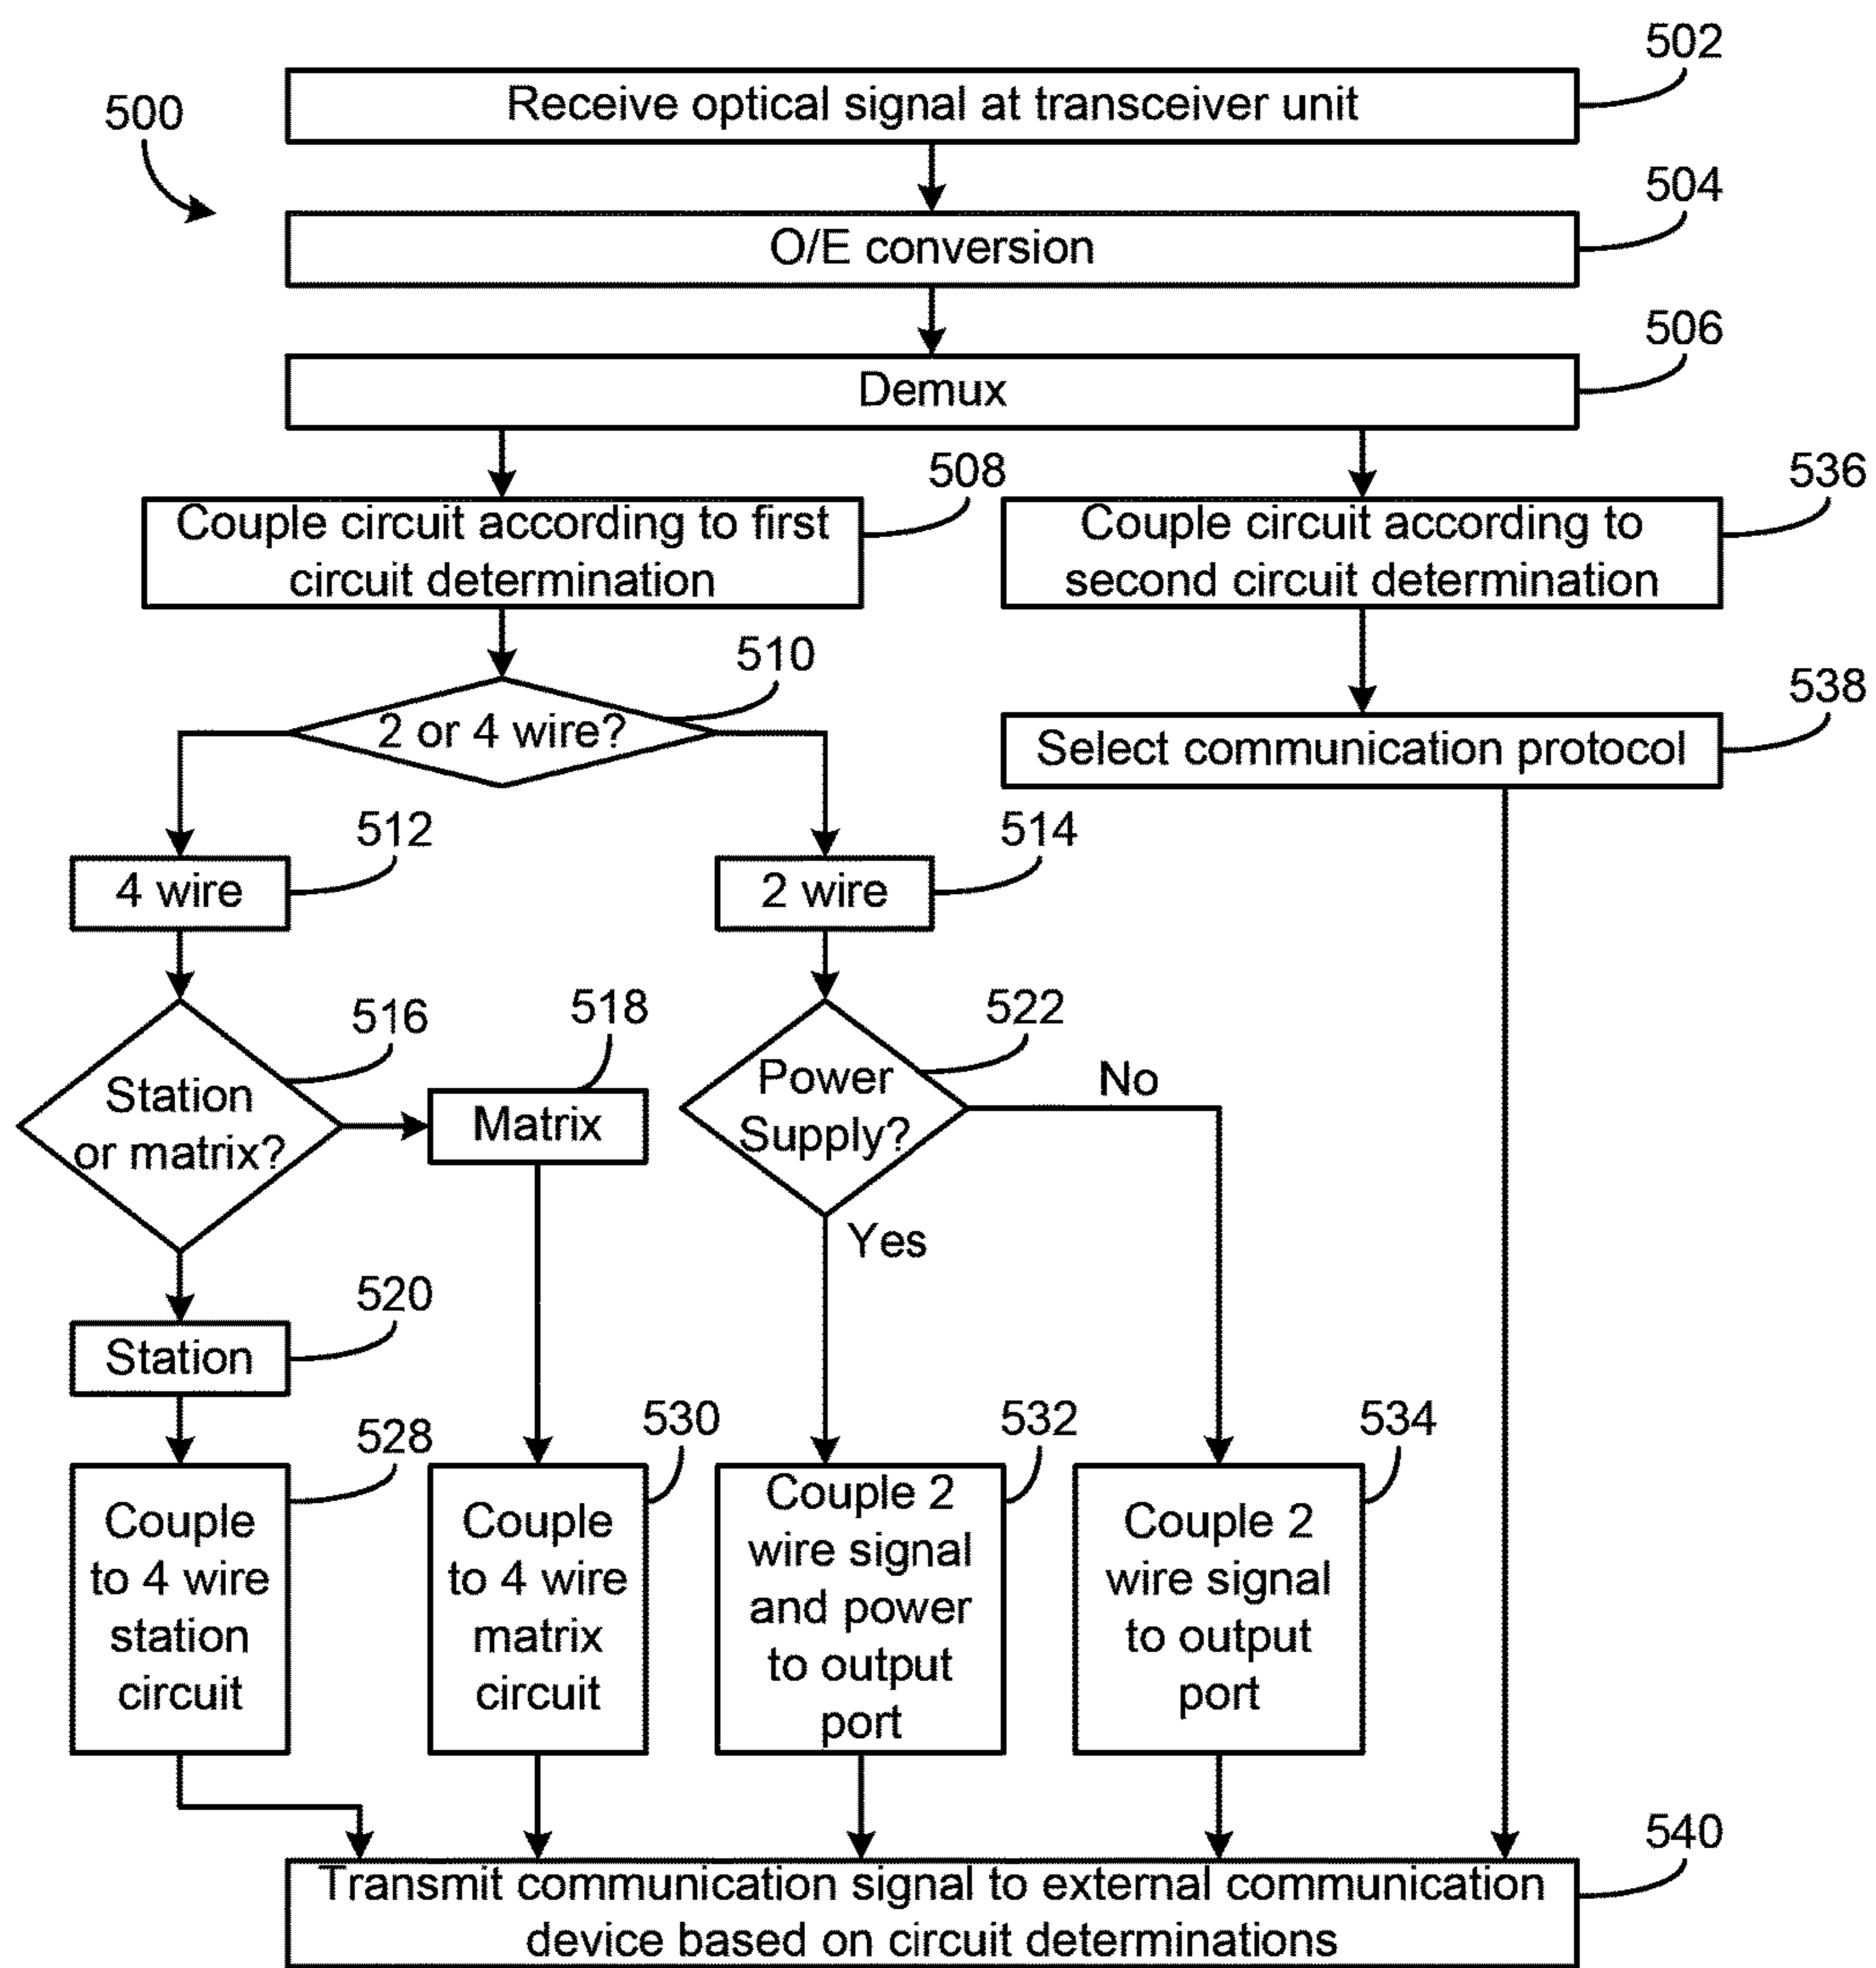 502
Receive optical signal at transceiver unit
500
504
O/E conversion
506
Demux
508
536
Couple circuit according to first
circuit determination
Couple circuit according to
second circuit determination
510
2 or 4 wire?
538
Select communication protocol
512
4 wire
514
2 wire
516
Station
or matrix?
518
Matrix
522
Power
Supply?
No
Yes
520
Station
528
Couple
to 4 wire
station
circuit
530
Couple
to 4 wire
matrix
circuit
532
Couple 2
wire signal
and power
to output
port
534
Couple 2
wire signal
to output
port
540
Transmit communication signal to external communication
device based on circuit determinations